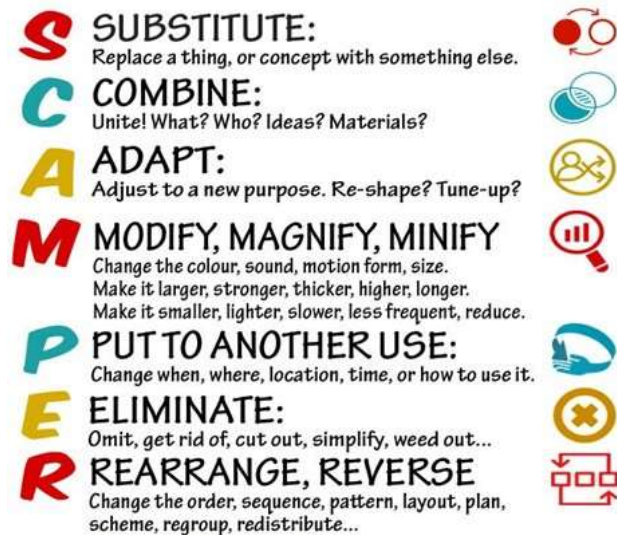 S SUBSTITUTE:
Replace a thing, or concept with something else.
C COMBINE:
Unite! What? Who? Ideas? Materials?
A ADAPT:
Adjust to a new purpose. Re-shape? Tune-up?
M MODIFY, MAGNIFY, MINIFY
Change the colour, sound, motion form, size.
Make it larger, stronger, thicker, higher, longer.
Make it smaller, lighter, slower, less frequent, reduce.
P PUT TO ANOTHER USE:
Change when, where, location, time, or how to use it.
E ELIMINATE:
Omit, get rid of, cut out, simplify, weed out...
R REARRANGE, REVERSE
Change the order, sequence, pattern, layout, plan,
scheme, regroup, redistribute...